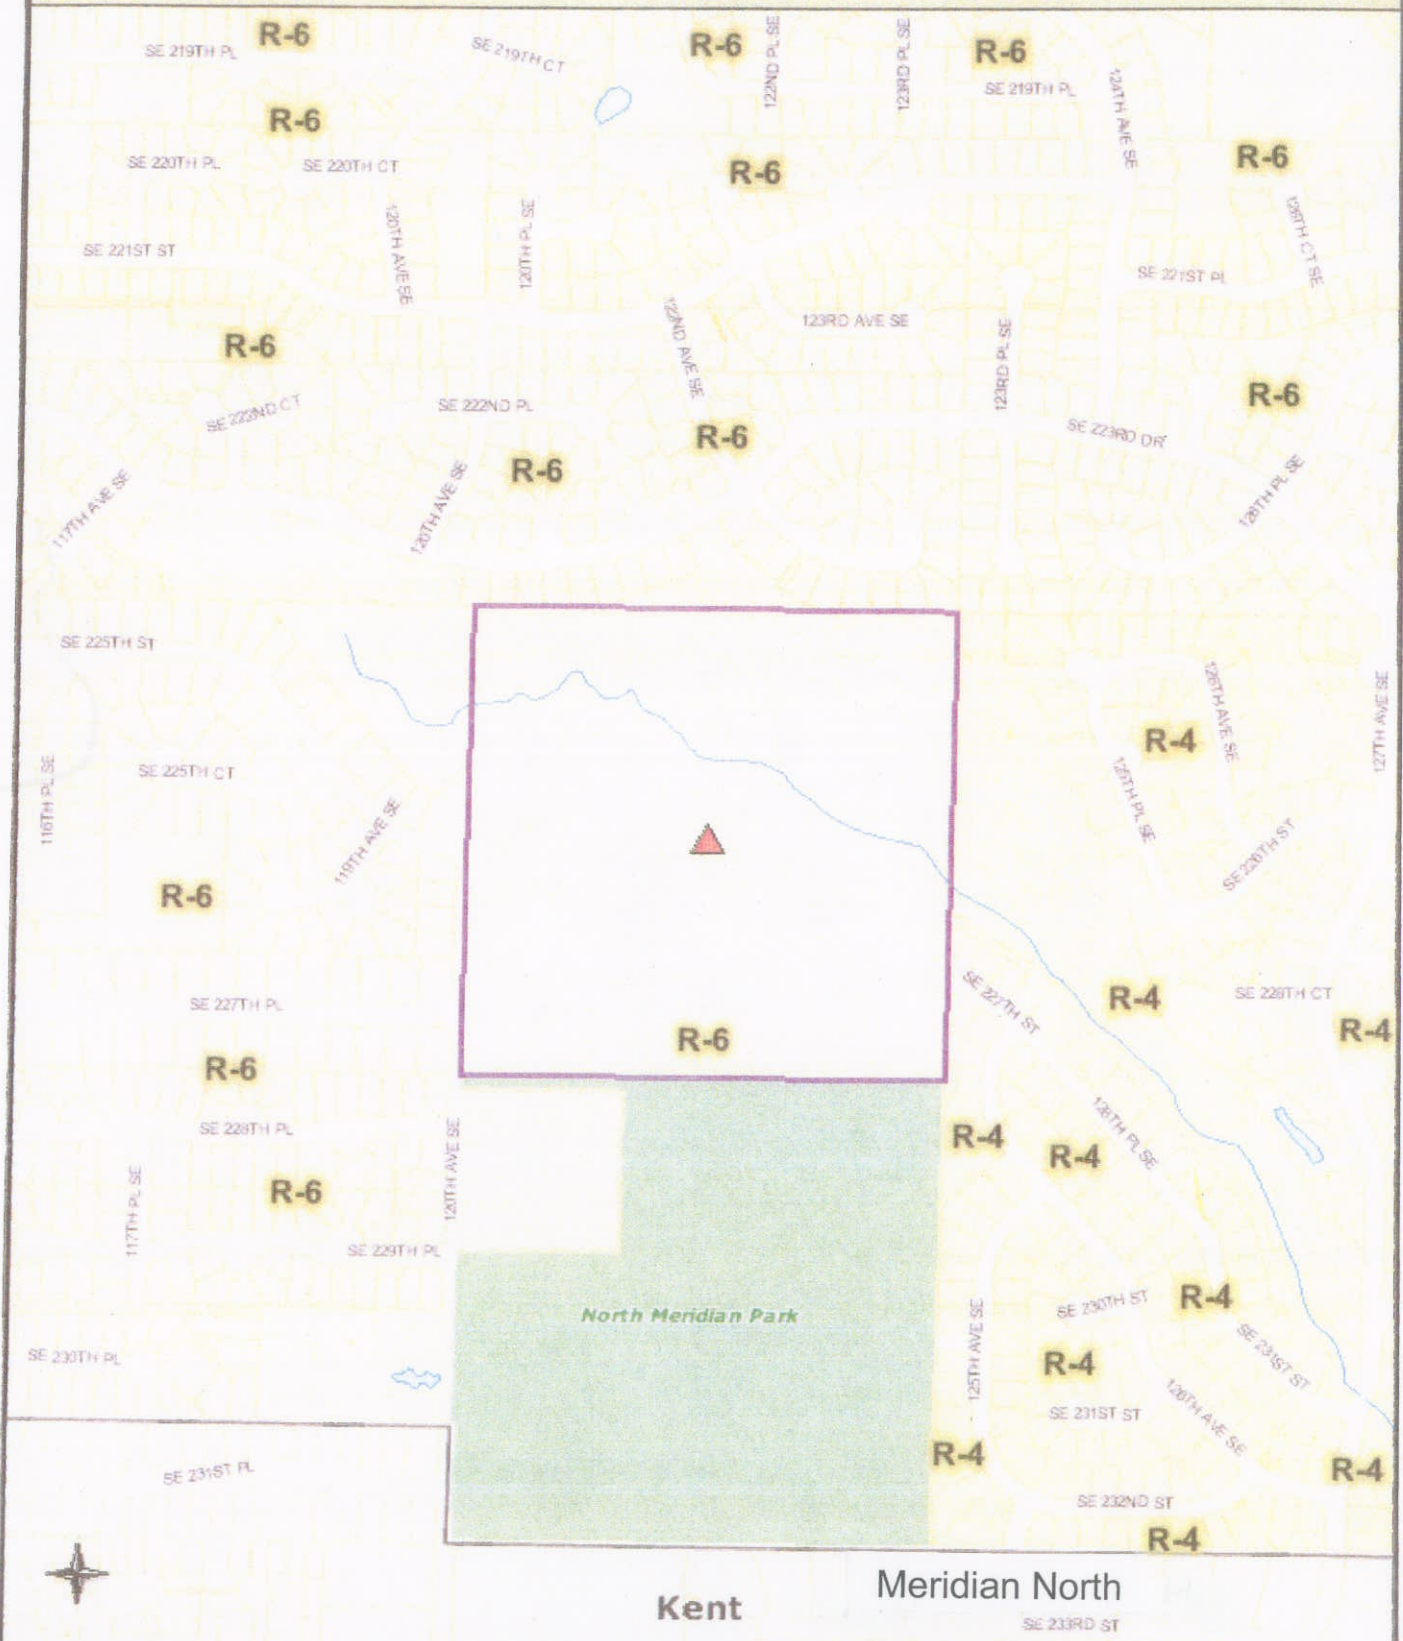 R-6
R-6
R-6
SE 219TH PL
SE 219TH CT
122ND PL SE
123RD PL SE
SE 219TH PL
124TH AVE SE
R-6
SE 220TH PL
SE 220TH CT
R-6
R-6
120TH AVE SE
120TH PL SE
126TH CT SE
SE 221ST ST
SE 221ST PL
R-6
122ND AVE SE
123RD AVE SE
123RD PL SE
SE 222ND CT
SE 222ND PL
R-6
R-6
SE 223RD DR
R-6
117TH AVE SE
120TH AVE SE
126TH PL SE
SE 225TH ST
126TH AVE SE
127TH AVE SE
R-4
116TH PL SE
SE 225TH CT
119TH AVE SE
125TH PL SE
SE 226TH ST
R-6
SE 227TH PL
SE 227TH ST
R-4
SE 228TH CT
R-4
R-6
R-6
SE 228TH PL
120TH AVE SE
R-4
R-4
126TH PL SE
R-6
117TH PL SE
SE 229TH PL
North Meridian Park
125TH AVE SE
SE 230TH ST
R-4
SE 231ST ST
SE 230TH PL
R-4
126TH AVE SE
SE 231ST ST
R-4
R-4
SE 231ST PL
SE 232ND ST
R-4
Meridian North
Kent
SE 233RD ST